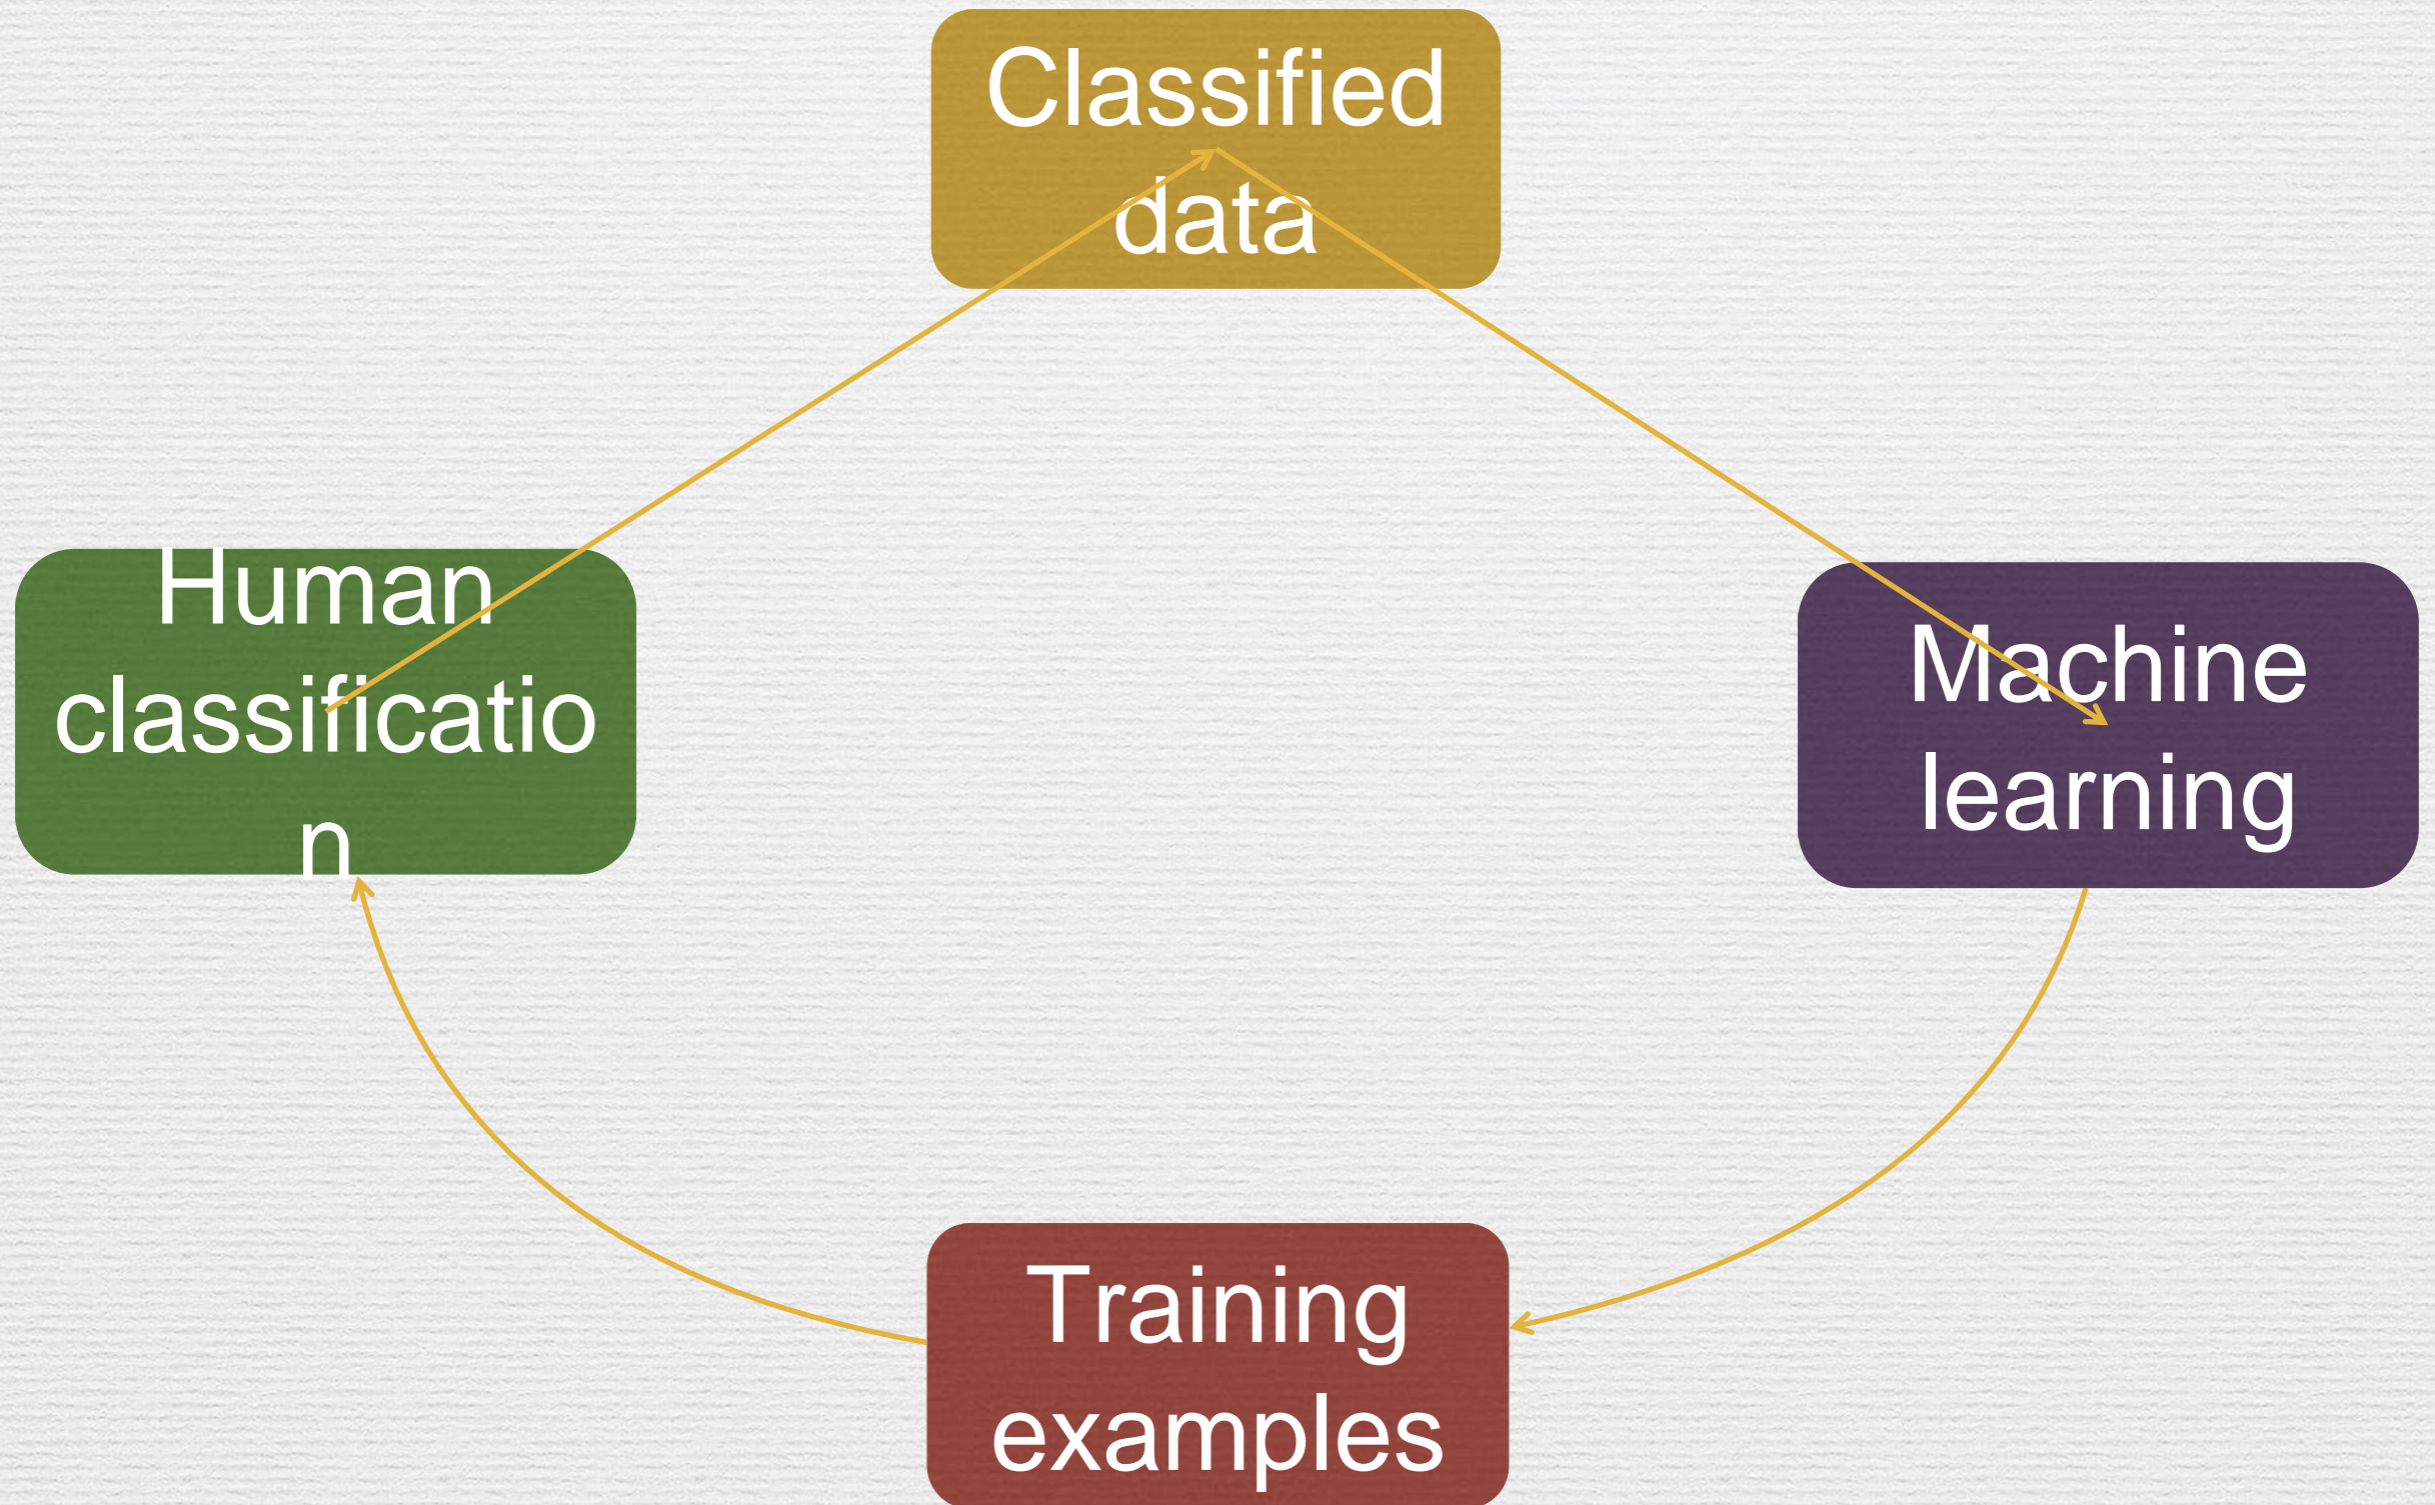 Classified
data
Human
classificatio
n
Machine
learning
Training
examples